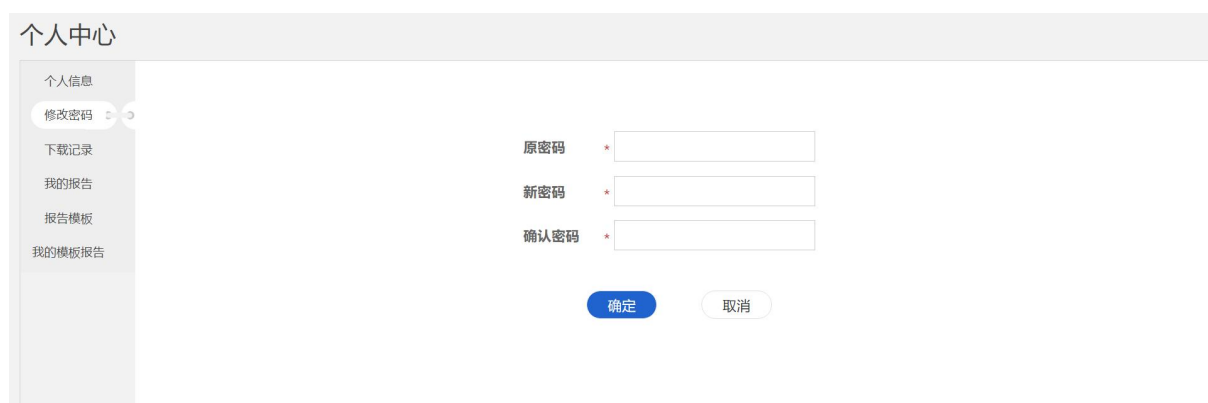 个人中心
个人信息
修改密码
下载记录
我的报告
报告模板
我的模板报告
原密码 *
新密码 *
确认密码 *
确定 取消